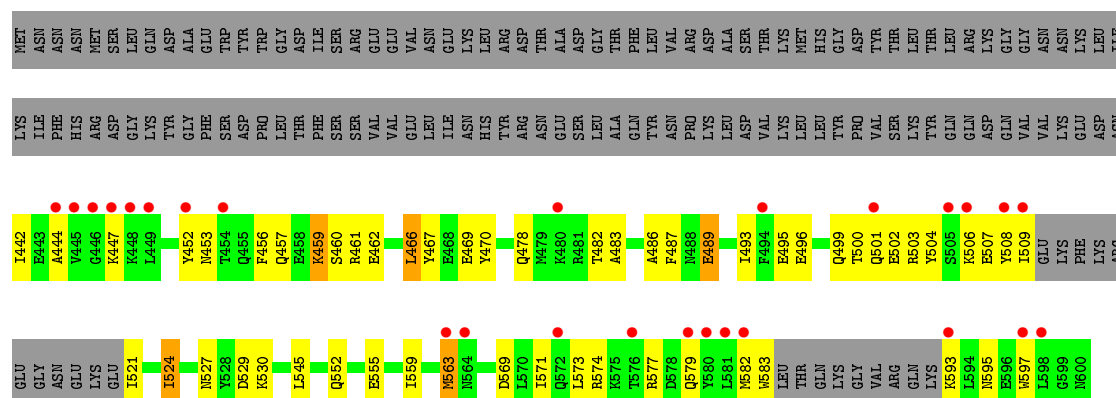 MET ASN ASN ASN MET SER LEU GLN ASP ALA GLU TRP TYR TRP GLY ASP ILE SER ARG GLU GLU VAL ASN GLU LYS LEU ARG ASP THR ALA ASP GLY THR PHE LEU VAL ARG ASP ALA SER THR LYS MET HIS GLY ASP TYR THR LEU THR LEU ARG LYS GLY GLY ASN ASN LYS LEU ILE
LYS ILE PHE HIS ARG ASP GLY LYS TYR GLY PHE SER ASP PRO LEU THR PHE SER SER VAL VAL GLU LEU ILE ASN HIS TYR ARG ASN GLU SER LEU ALA GLN TYR ASN PRO LYS LEU ASP VAL LYS LEU LEU TYR PRO VAL SER LYS TYR GLN GLN ASP GLN VAL VAL LYS GLU ASP ASN
I442 E443 A444 V445 G446 K447 K448 L449 Y452 N453 T454 Q455 F456 Q457 E458 K459 S460 R461 E462 L466 Y467 E468 E469 Y470 Q478 M479 K480 R481 T482 A483 A486 F487 N488 E489 I493 F494 E495 E496 Q499 T500 Q501 E502 R503 Y504 S505 K506 E507 Y508 I509 GLU LYS PHE LYS ARG
GLU GLY ASN GLU LYS GLU I521 I524 N527 Y528 D529 K530 L545 Q552 E555 I559 M563 N564 D569 L570 I571 Q572 L573 R574 K575 T576 R577 D578 Q579 Y580 L581 M582 W583 LEU THR GLN LYS GLY VAL ARG GLN LYS K593 L594 N595 E596 W597 L598 G599 N600